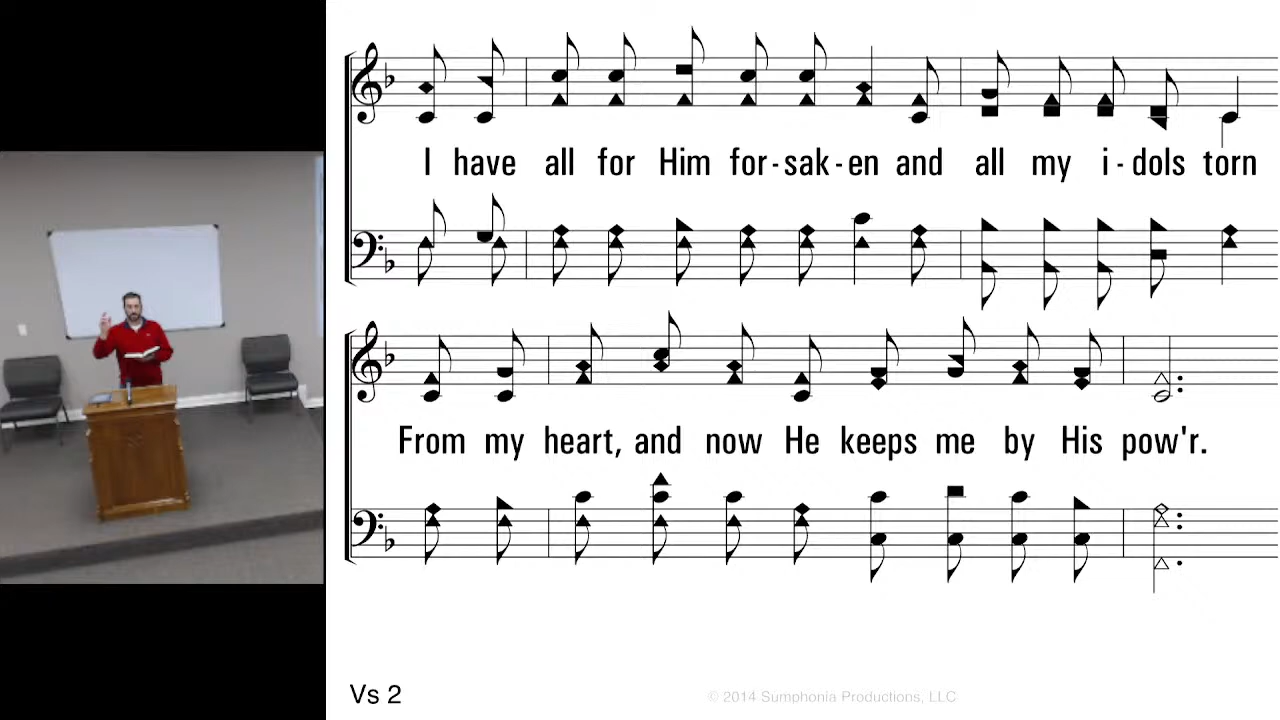 I have all for Him for-sak-en and all my i-dols torn
From my heart, and now He keeps me by His pow'r.
Vs 2
© 2014 Sumphonia Productions, LLC